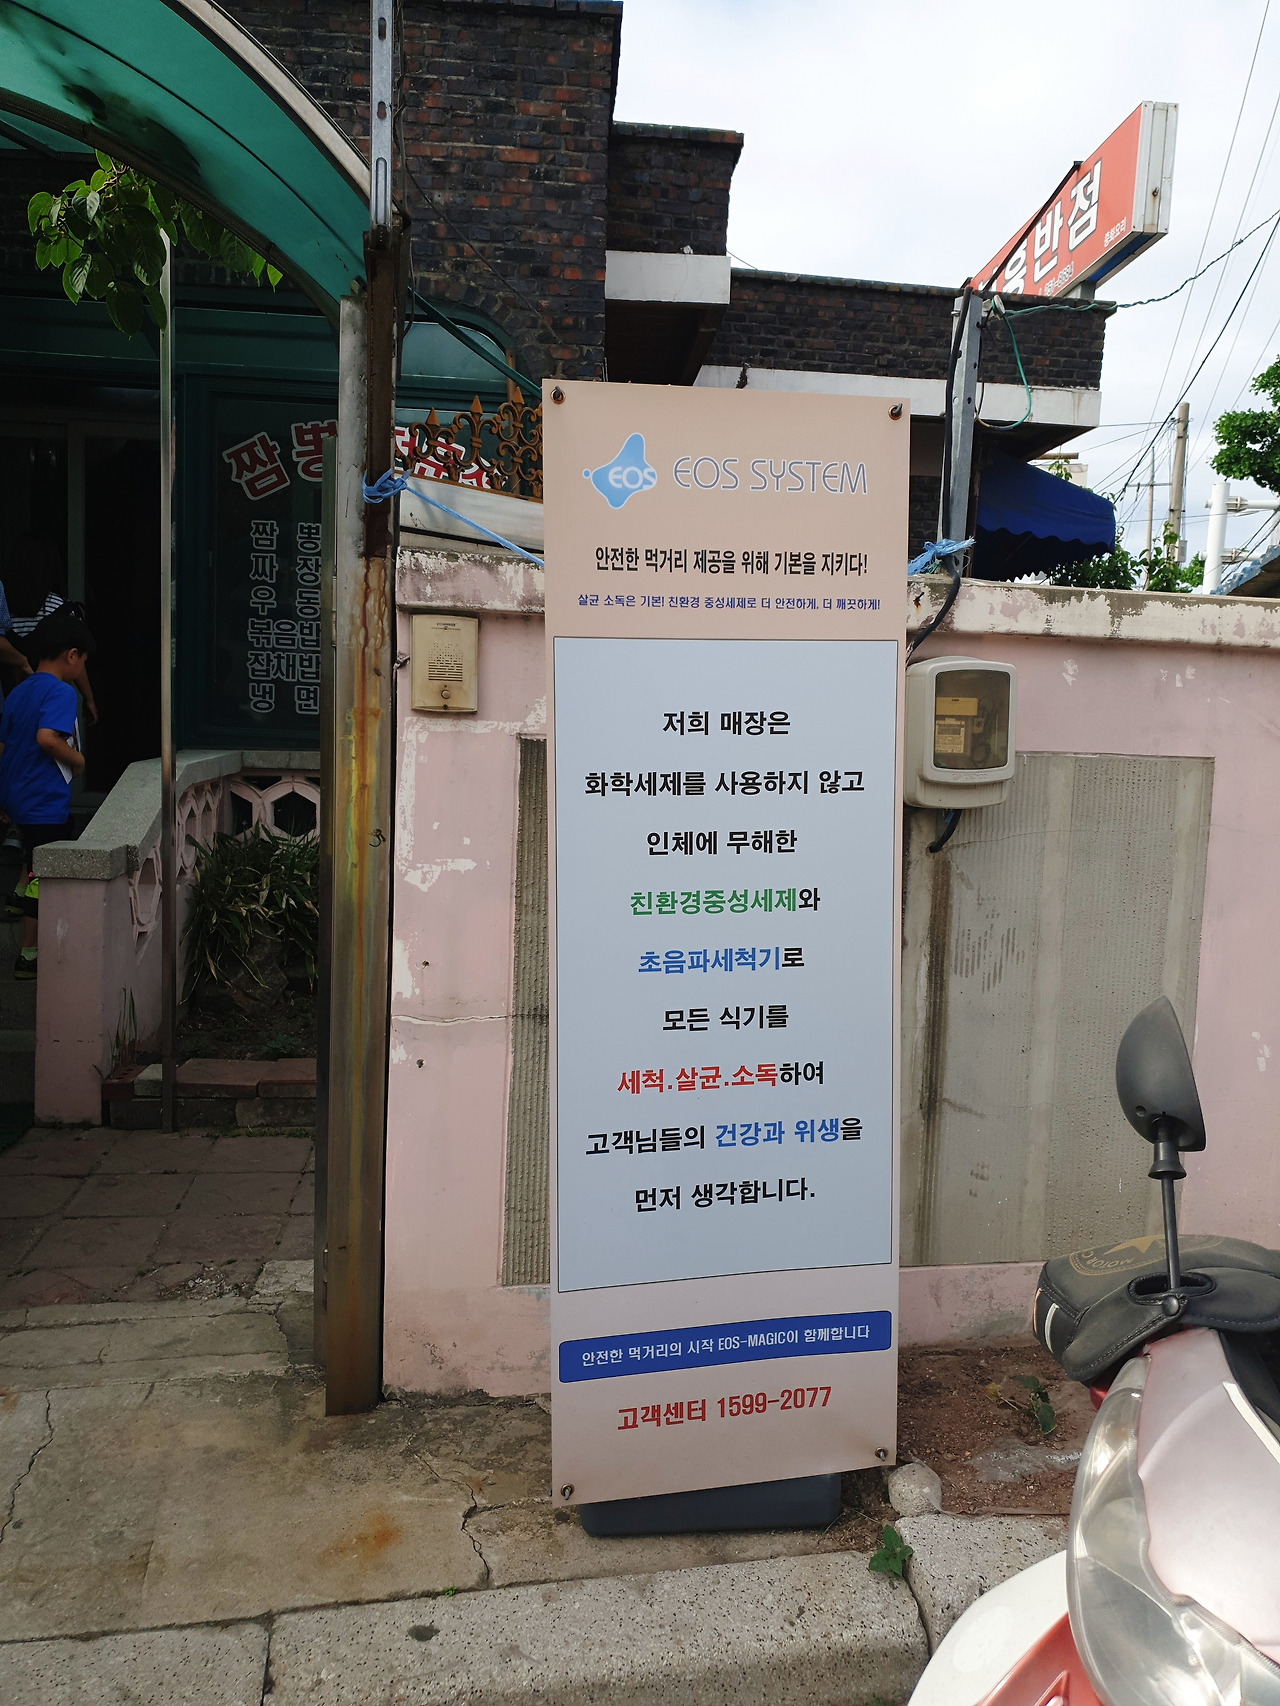 EOS EOS SYSTEM
안전한 먹거리 제공을 위해 기본을 지키다!
살균 소독은 기본! 친환경 중성세제로 더 안전하게, 더 깨끗하게!
저희 매장은
화학세제를 사용하지 않고
인체에 무해한
친환경중성세제와
초음파세척기로
모든 식기를
세척.살균.소독하여
고객님들의 건강과 위생을
먼저 생각합니다.
안전한 먹거리의 시작 EOS-MAGIC이 함께합니다
고객센터 1599-2077
반점
중화요리
짬뽕
짬뽕
짜장
우동
볶음밥
잡채밥
냉면